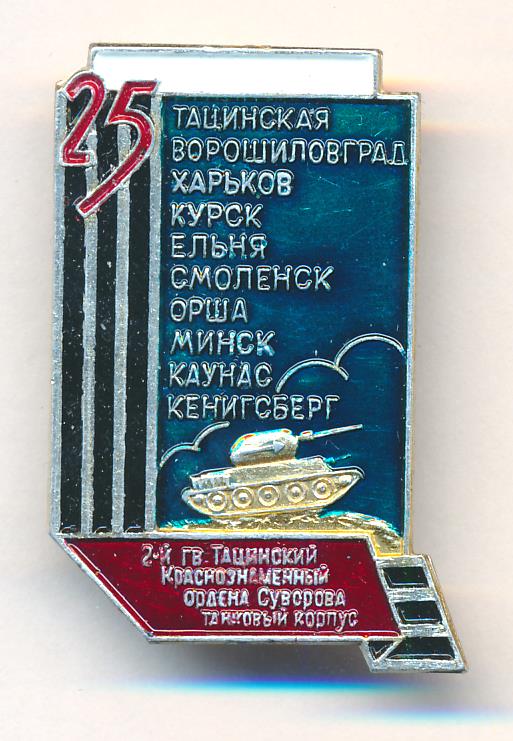 25
ТАЦИНСКАЯ
ВОРОШИЛОВГРАД
ХАРЬКОВ
КУРСК
ЕЛЬНЯ
СМОЛЕНСК
ОРША
МИНСК
КАУНАС
КЕНИГСБЕРГ
2-Й ГВ. ТАЦИНСКИЙ
КРАСНОЗНАМЕННЫЙ
ОРДЕНА СУВОРОВА
ТАНКОВЫЙ КОРПУС